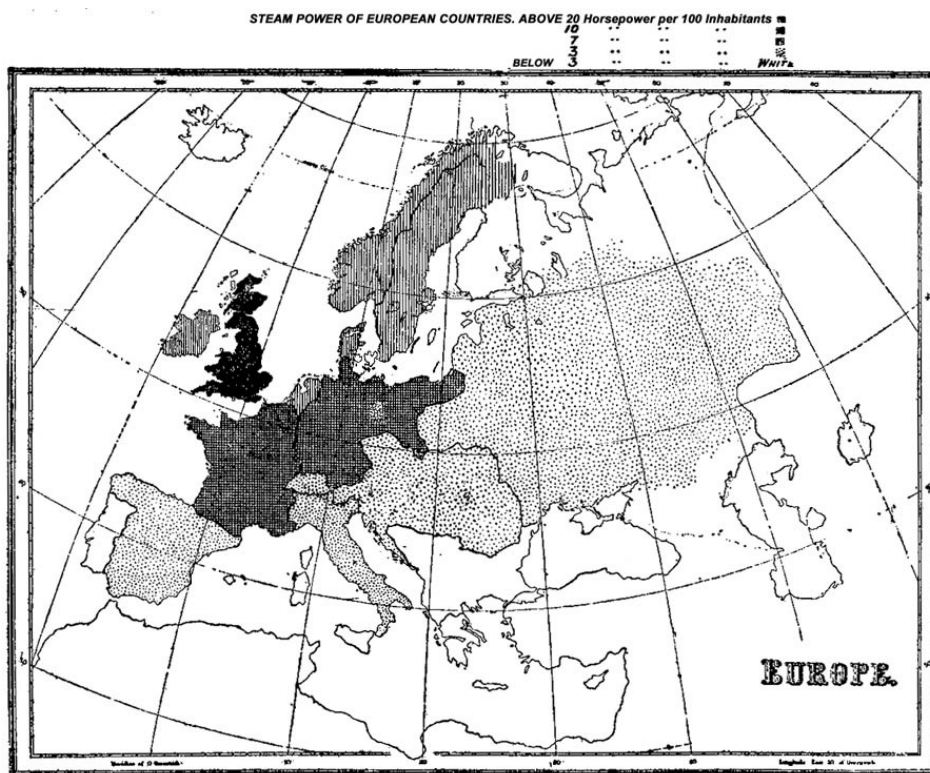 STEAM POWER OF EUROPEAN COUNTRIES. ABOVE 20 Horsepower per 100 Inhabitants
10 " " "
7 " " "
3 " " "
BELOW 3 " " " WHITE
EUROPE.